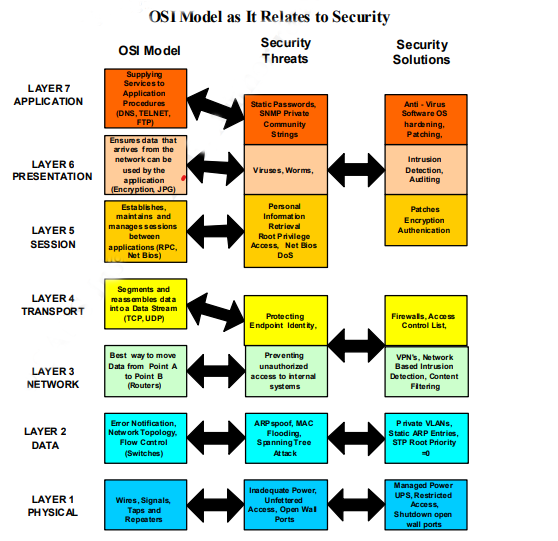 OSI Model as It Relates to Security
OSI Model
Security
Threats
Security
Solutions
LAYER 7
APPLICATION
Supplying
Services to
Application
Procedures
(DNS, TELNET,
FTP)
Static Passwords,
SNMP Private
Community
Strings
Anti - Virus
Software OS
hardening,
Patching,
LAYER 6
PRESENTATION
Ensures data that
arrives from the
network can be
used by the
application
(Encryption, JPG)
Viruses, Worms,
Intrusion
Detection,
Auditing
LAYER 5
SESSION
Establishes,
maintains and
manages sessions
between
applications (RPC,
Net Bios)
Personal
Information
Retrieval
Root Privilege
Access, Net Bios
DoS
Patches
Encryption
Authenication
LAYER 4
TRANSPORT
Segments and
reassembles data
into a Data Stream
(TCP, UDP)
Protecting
Endpoint Identity,
Firewalls, Access
Control List,
LAYER 3
NETWORK
Best way to move
Data from Point A
to Point B
(Routers)
Preventing
unauthorized
access to internal
systems
VPN's, Network
Based Intrusion
Detection, Content
Filtering
LAYER 2
DATA
Error Notification,
Network Topology,
Flow Control
(Switches)
ARPspoof, MAC
Flooding,
Spanning Tree
Attack
Private VLANs,
Static ARP Entries,
STP Root Priority
=0
LAYER 1
PHYSICAL
Wires, Signals,
Taps and
Repeaters
Inadequate Power,
Unfettered
Access, Open Wall
Ports
Managed Power
UPS, Restricted
Access,
Shutdown open
wall ports